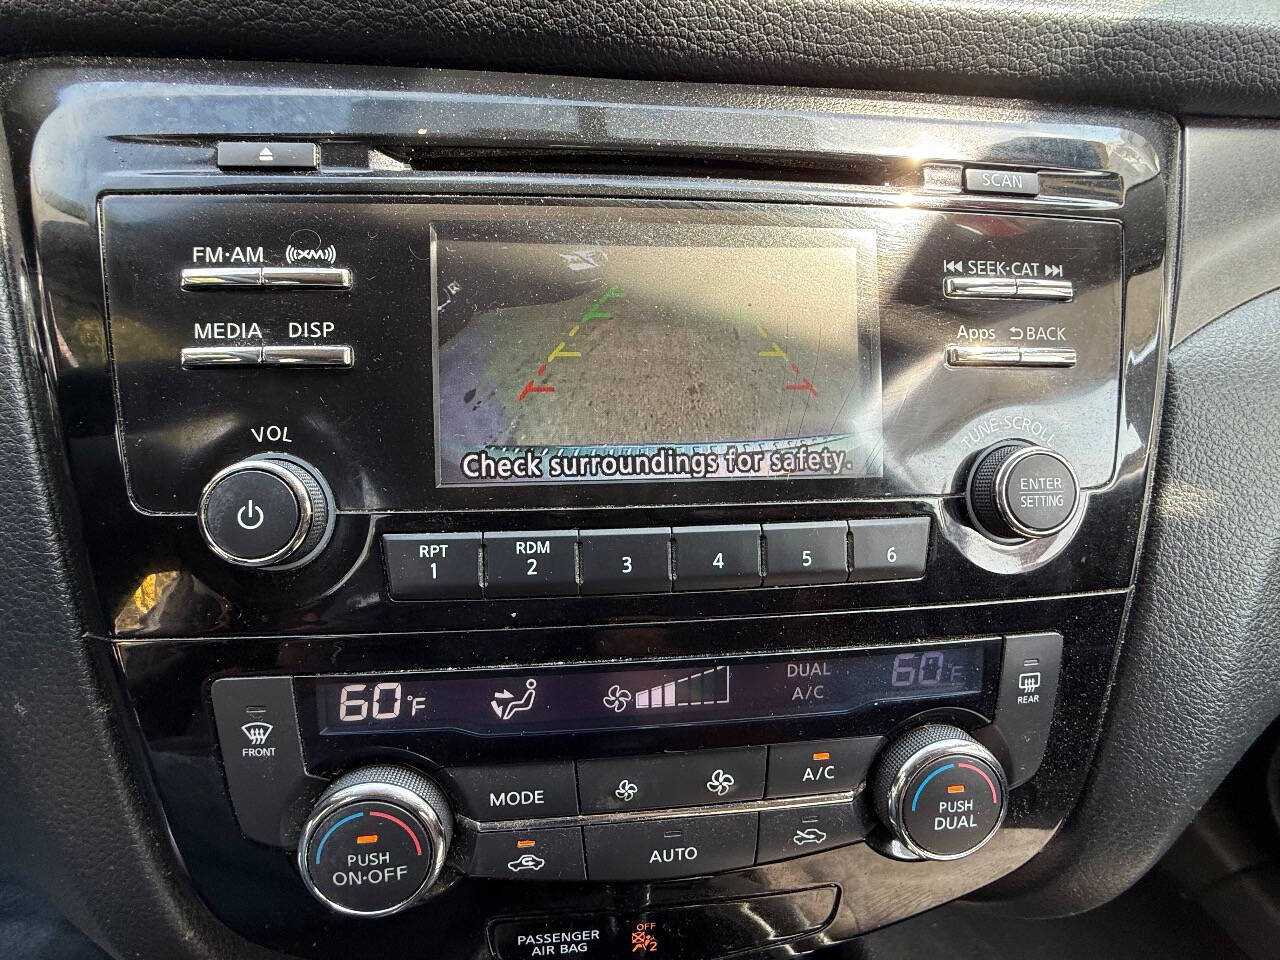 SCAN
FM·AM ((XM))
SEEK·CAT
MEDIA DISP
Apps BACK
VOL
TUNE·SCROLL
ENTER
SETTING
Check surroundings for safety.
RPT
1
RDM
2
3
4
5
6
FRONT
60°F
DUAL
A/C
60°F
REAR
MODE
A/C
PUSH
DUAL
PUSH
ON·OFF
AUTO
PASSENGER
AIR BAG
OFF
2